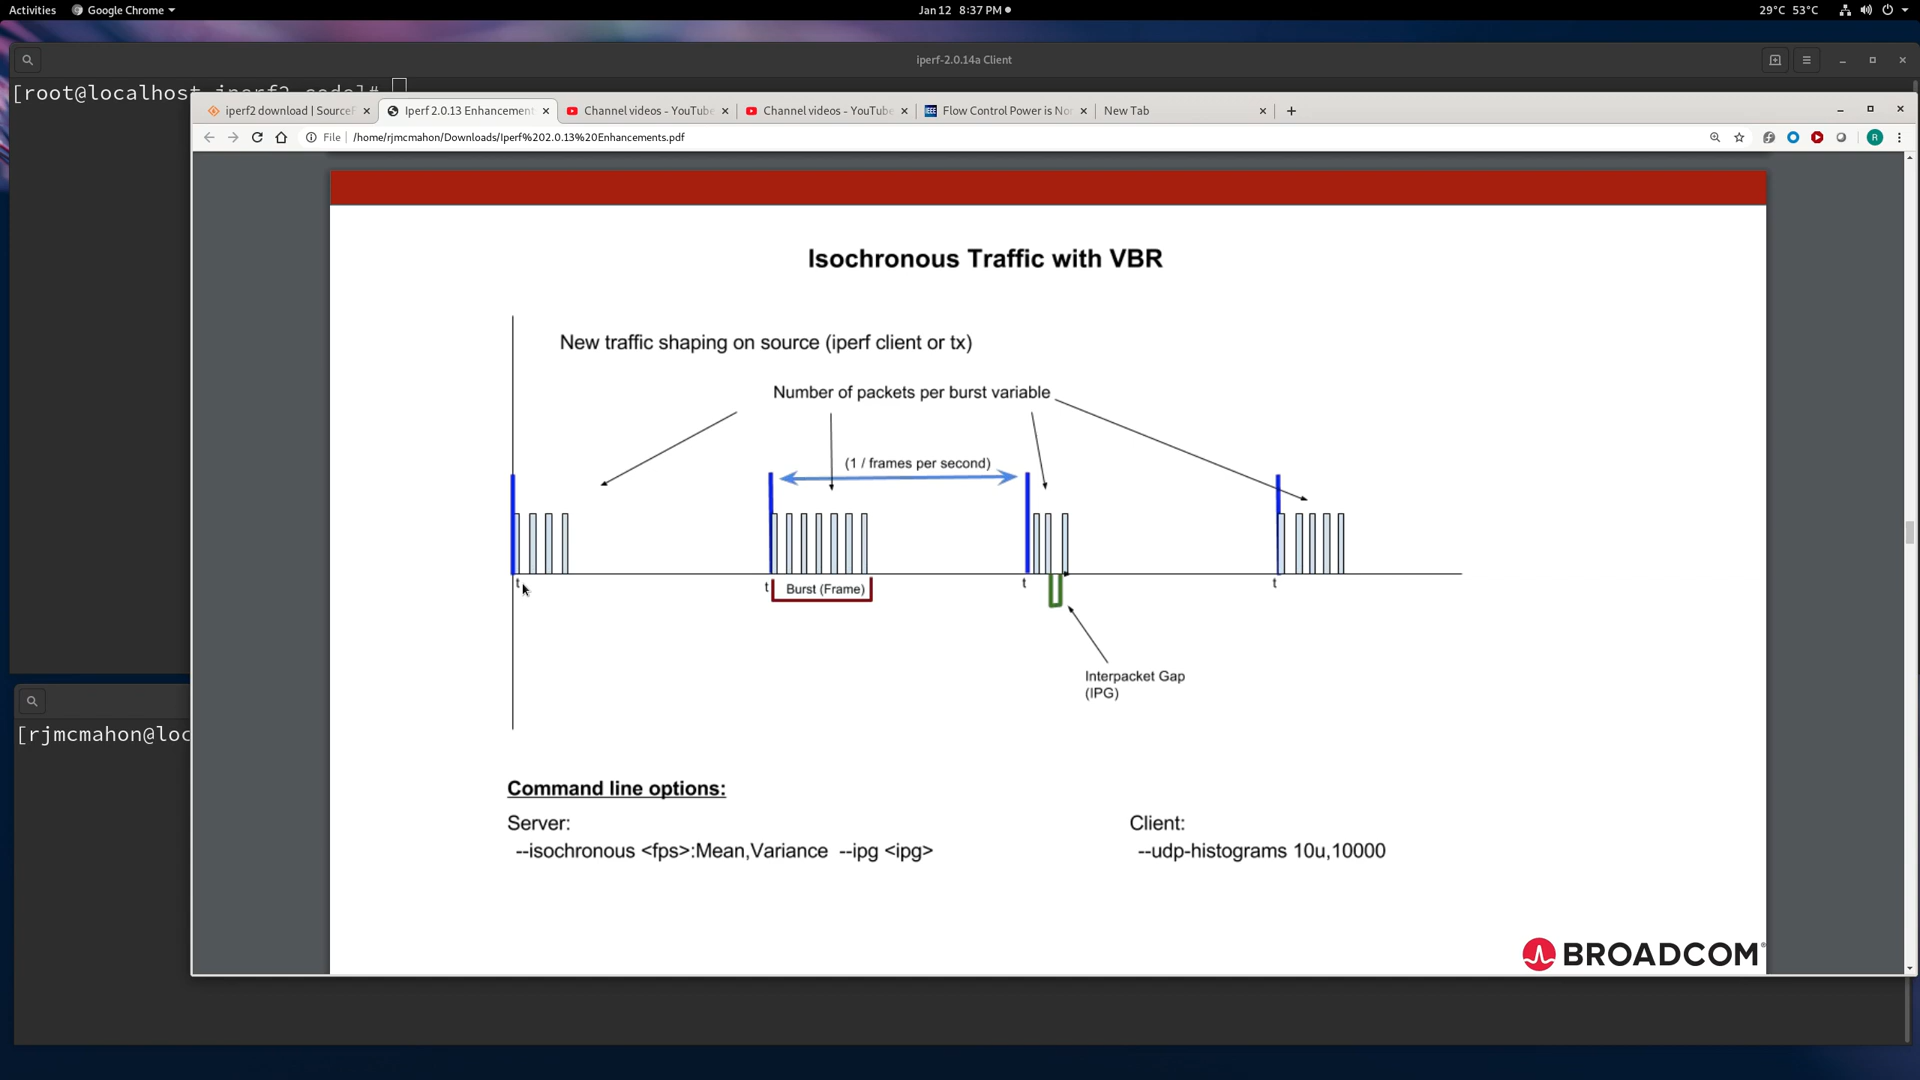 Activities
Google Chrome
Jan 12 8:37 PM
29°C 53°C
iperf-2.0.14a Client
[root@localhost iperf2-code]#
iperf2 download | SourceF
Iperf 2.0.13 Enhancement
Channel videos - YouTube
Channel videos - YouTube
Flow Control Power is Non
New Tab
File
/home/rjmcmahon/Downloads/Iperf%202.0.13%20Enhancements.pdf
R
Isochronous Traffic with VBR
New traffic shaping on source (iperf client or tx)
Number of packets per burst variable
(1 / frames per second)
t
t
Burst (Frame)
t
t
Interpacket Gap
(IPG)
[rjmcmahon@loc
Command line options:
Server:
--isochronous <fps>:Mean,Variance --ipg <ipg>
Client:
--udp-histograms 10u,10000
BROADCOM®